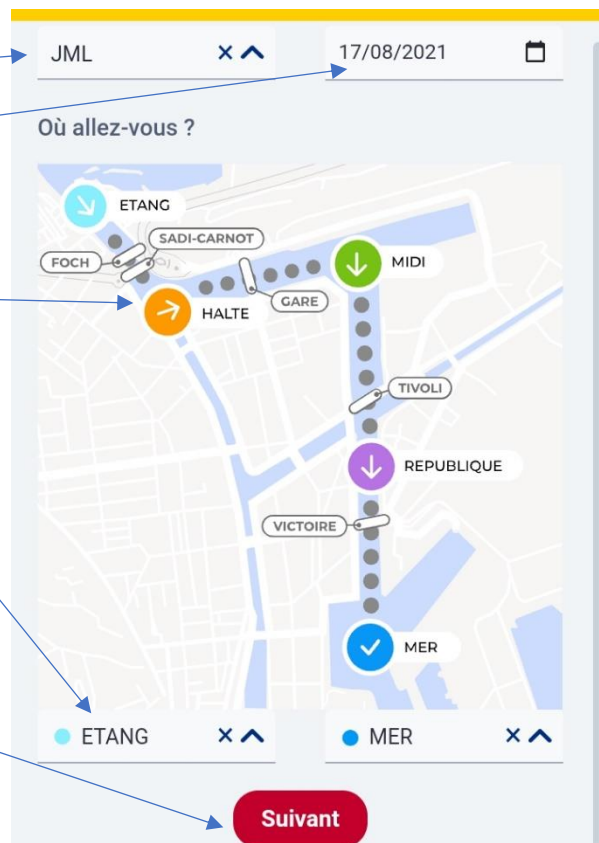 JML
17/08/2021
Où allez-vous ?
ETANG
SADI-CARNOT
FOCH
MIDI
GARE
HALTE
TIVOLI
REPUBLIQUE
VICTOIRE
MER
ETANG
MER
Suivant